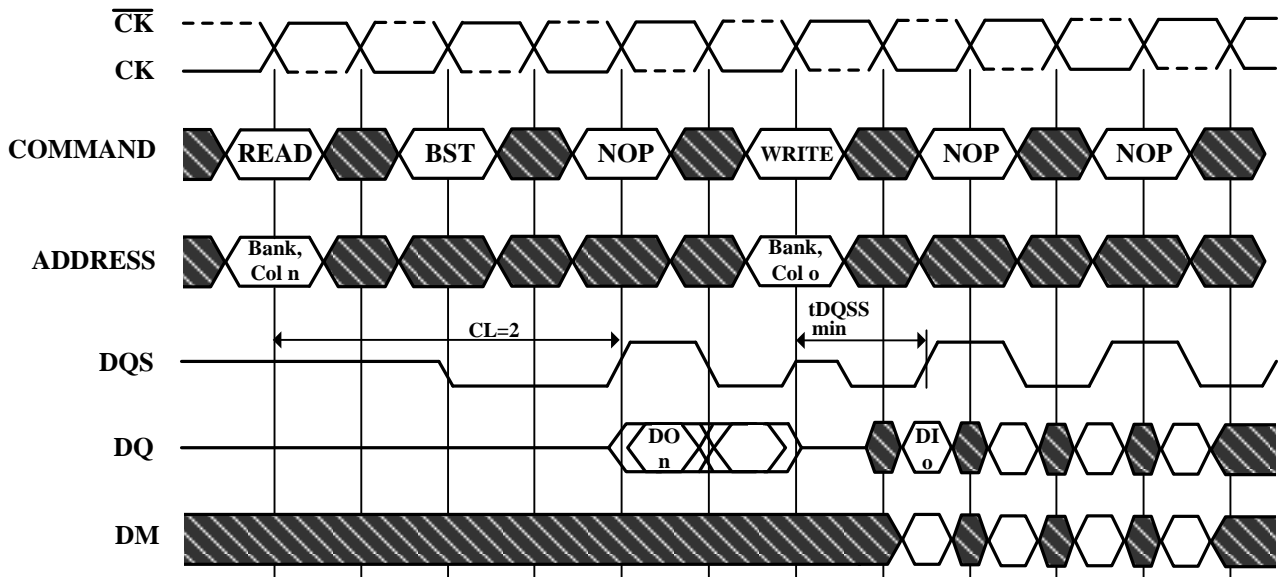 CK
CK
COMMAND
READ
BST
NOP
WRITE
NOP
NOP
ADDRESS
Bank,
Col n
Bank,
Col o
CL=2
tDQSS
min
DQS
DQ
DO
n
DI
o
DM